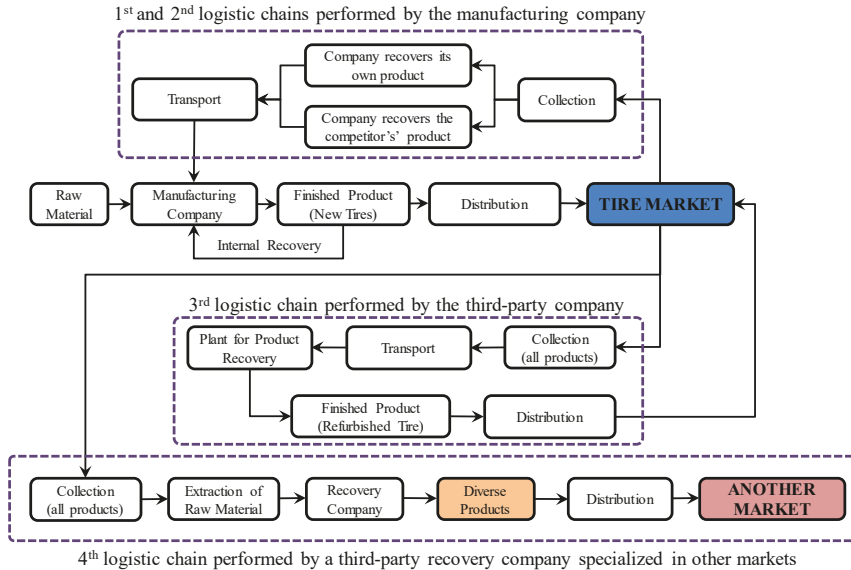 1st and 2nd logistic chains performed by the manufacturing company
Company recovers its
own product
Transport
Collection
Company recovers the
competitor's' product
Raw
Material
Manufacturing
Company
Finished Product
(New Tires)
Distribution
TIRE MARKET
Internal Recovery
3rd logistic chain performed by the third-party company
Plant for Product
Recovery
Transport
Collection
(all products)
Finished Product
(Refurbished Tire)
Distribution
Collection
(all products)
Extraction of
Raw Material
Recovery
Company
Diverse
Products
Distribution
ANOTHER
MARKET
4th logistic chain performed by a third-party recovery company specialized in other markets